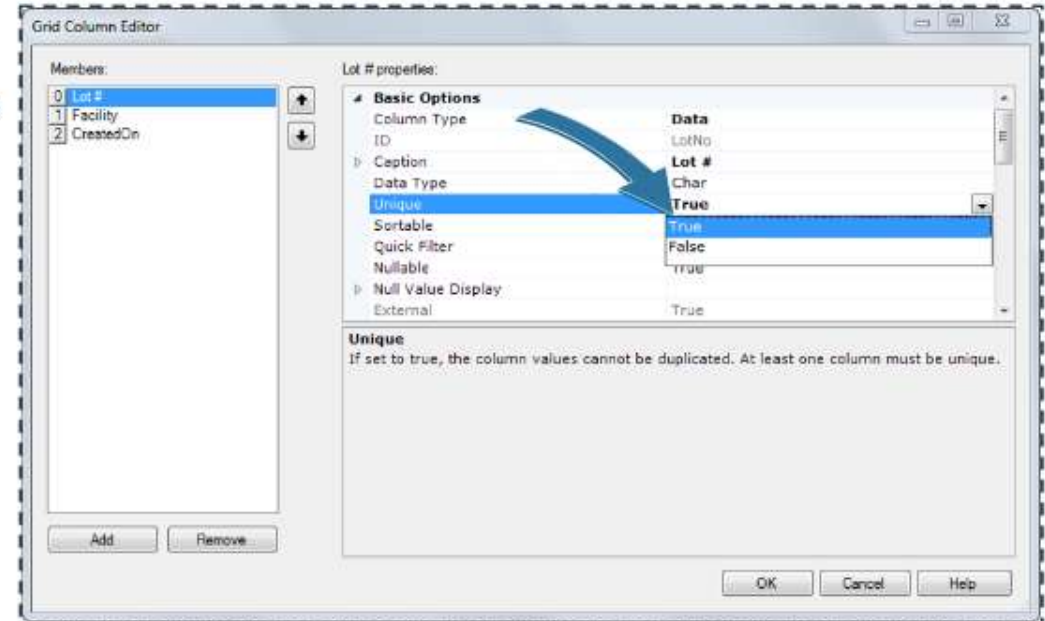 Grid Column Editor
Members:
Lot # properties:
0 Lot #
1 Facility
2 CreatedOn
Basic Options
Column Type Data
ID LotNo
Caption Lot #
Data Type Char
Unique True
Sortable True
Quick Filter False
Nullable True
Null Value Display
External True
Unique
If set to true, the column values cannot be duplicated. At least one column must be unique.
Add Remove
OK Cancel Help